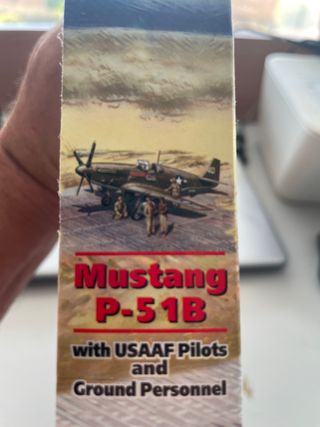 Mustang
P-51B
with USAAF Pilots
and
Ground Personnel